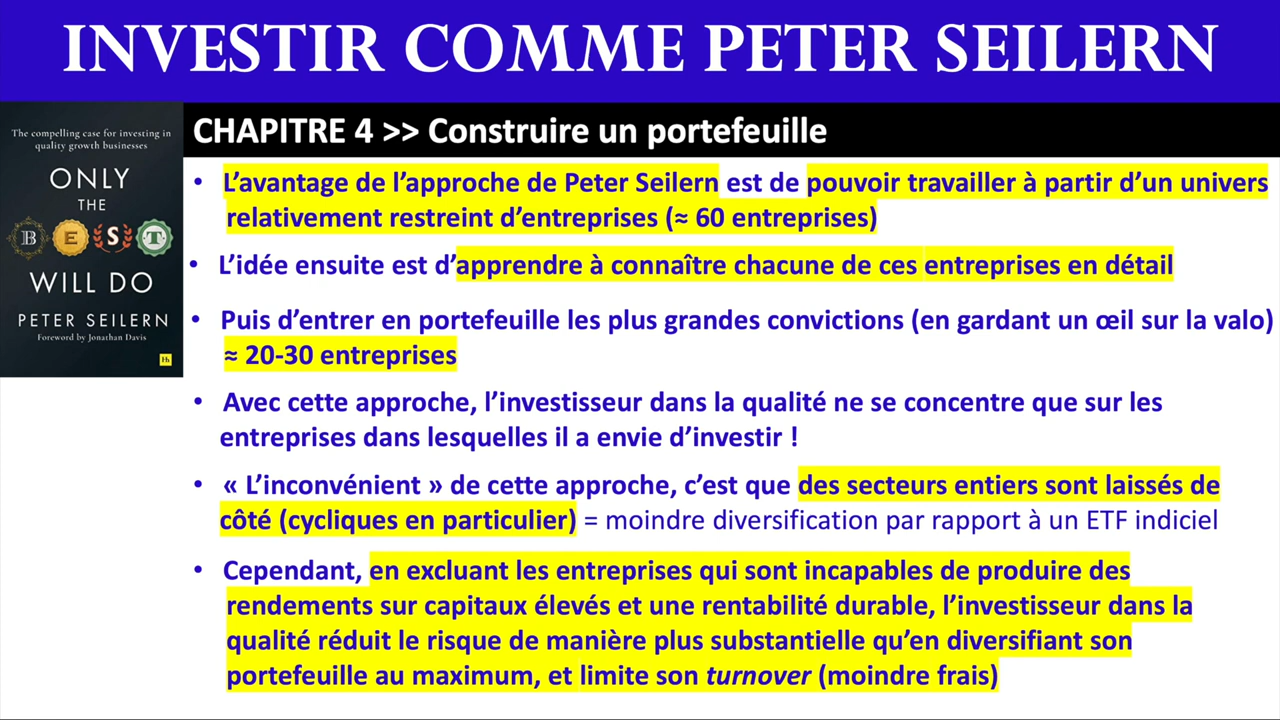 INVESTIR COMME PETER SEILERN
The compelling case for investing in
quality growth businesses
ONLY
THE
BEST
WILL DO
PETER SEILERN
Foreword by Jonathan Davis
Hh
CHAPITRE 4 >> Construire un portefeuille
• L’avantage de l’approche de Peter Seilern est de pouvoir travailler à partir d’un univers
relativement restreint d’entreprises (≈ 60 entreprises)
• L’idée ensuite est d’apprendre à connaître chacune de ces entreprises en détail
• Puis d’entrer en portefeuille les plus grandes convictions (en gardant un œil sur la valo)
≈ 20-30 entreprises
• Avec cette approche, l’investisseur dans la qualité ne se concentre que sur les
entreprises dans lesquelles il a envie d’investir !
• « L’inconvénient » de cette approche, c’est que des secteurs entiers sont laissés de
côté (cycliques en particulier) = moindre diversification par rapport à un ETF indiciel
• Cependant, en excluant les entreprises qui sont incapables de produire des
rendements sur capitaux élevés et une rentabilité durable, l’investisseur dans la
qualité réduit le risque de manière plus substantielle qu’en diversifiant son
portefeuille au maximum, et limite son turnover (moindre frais)